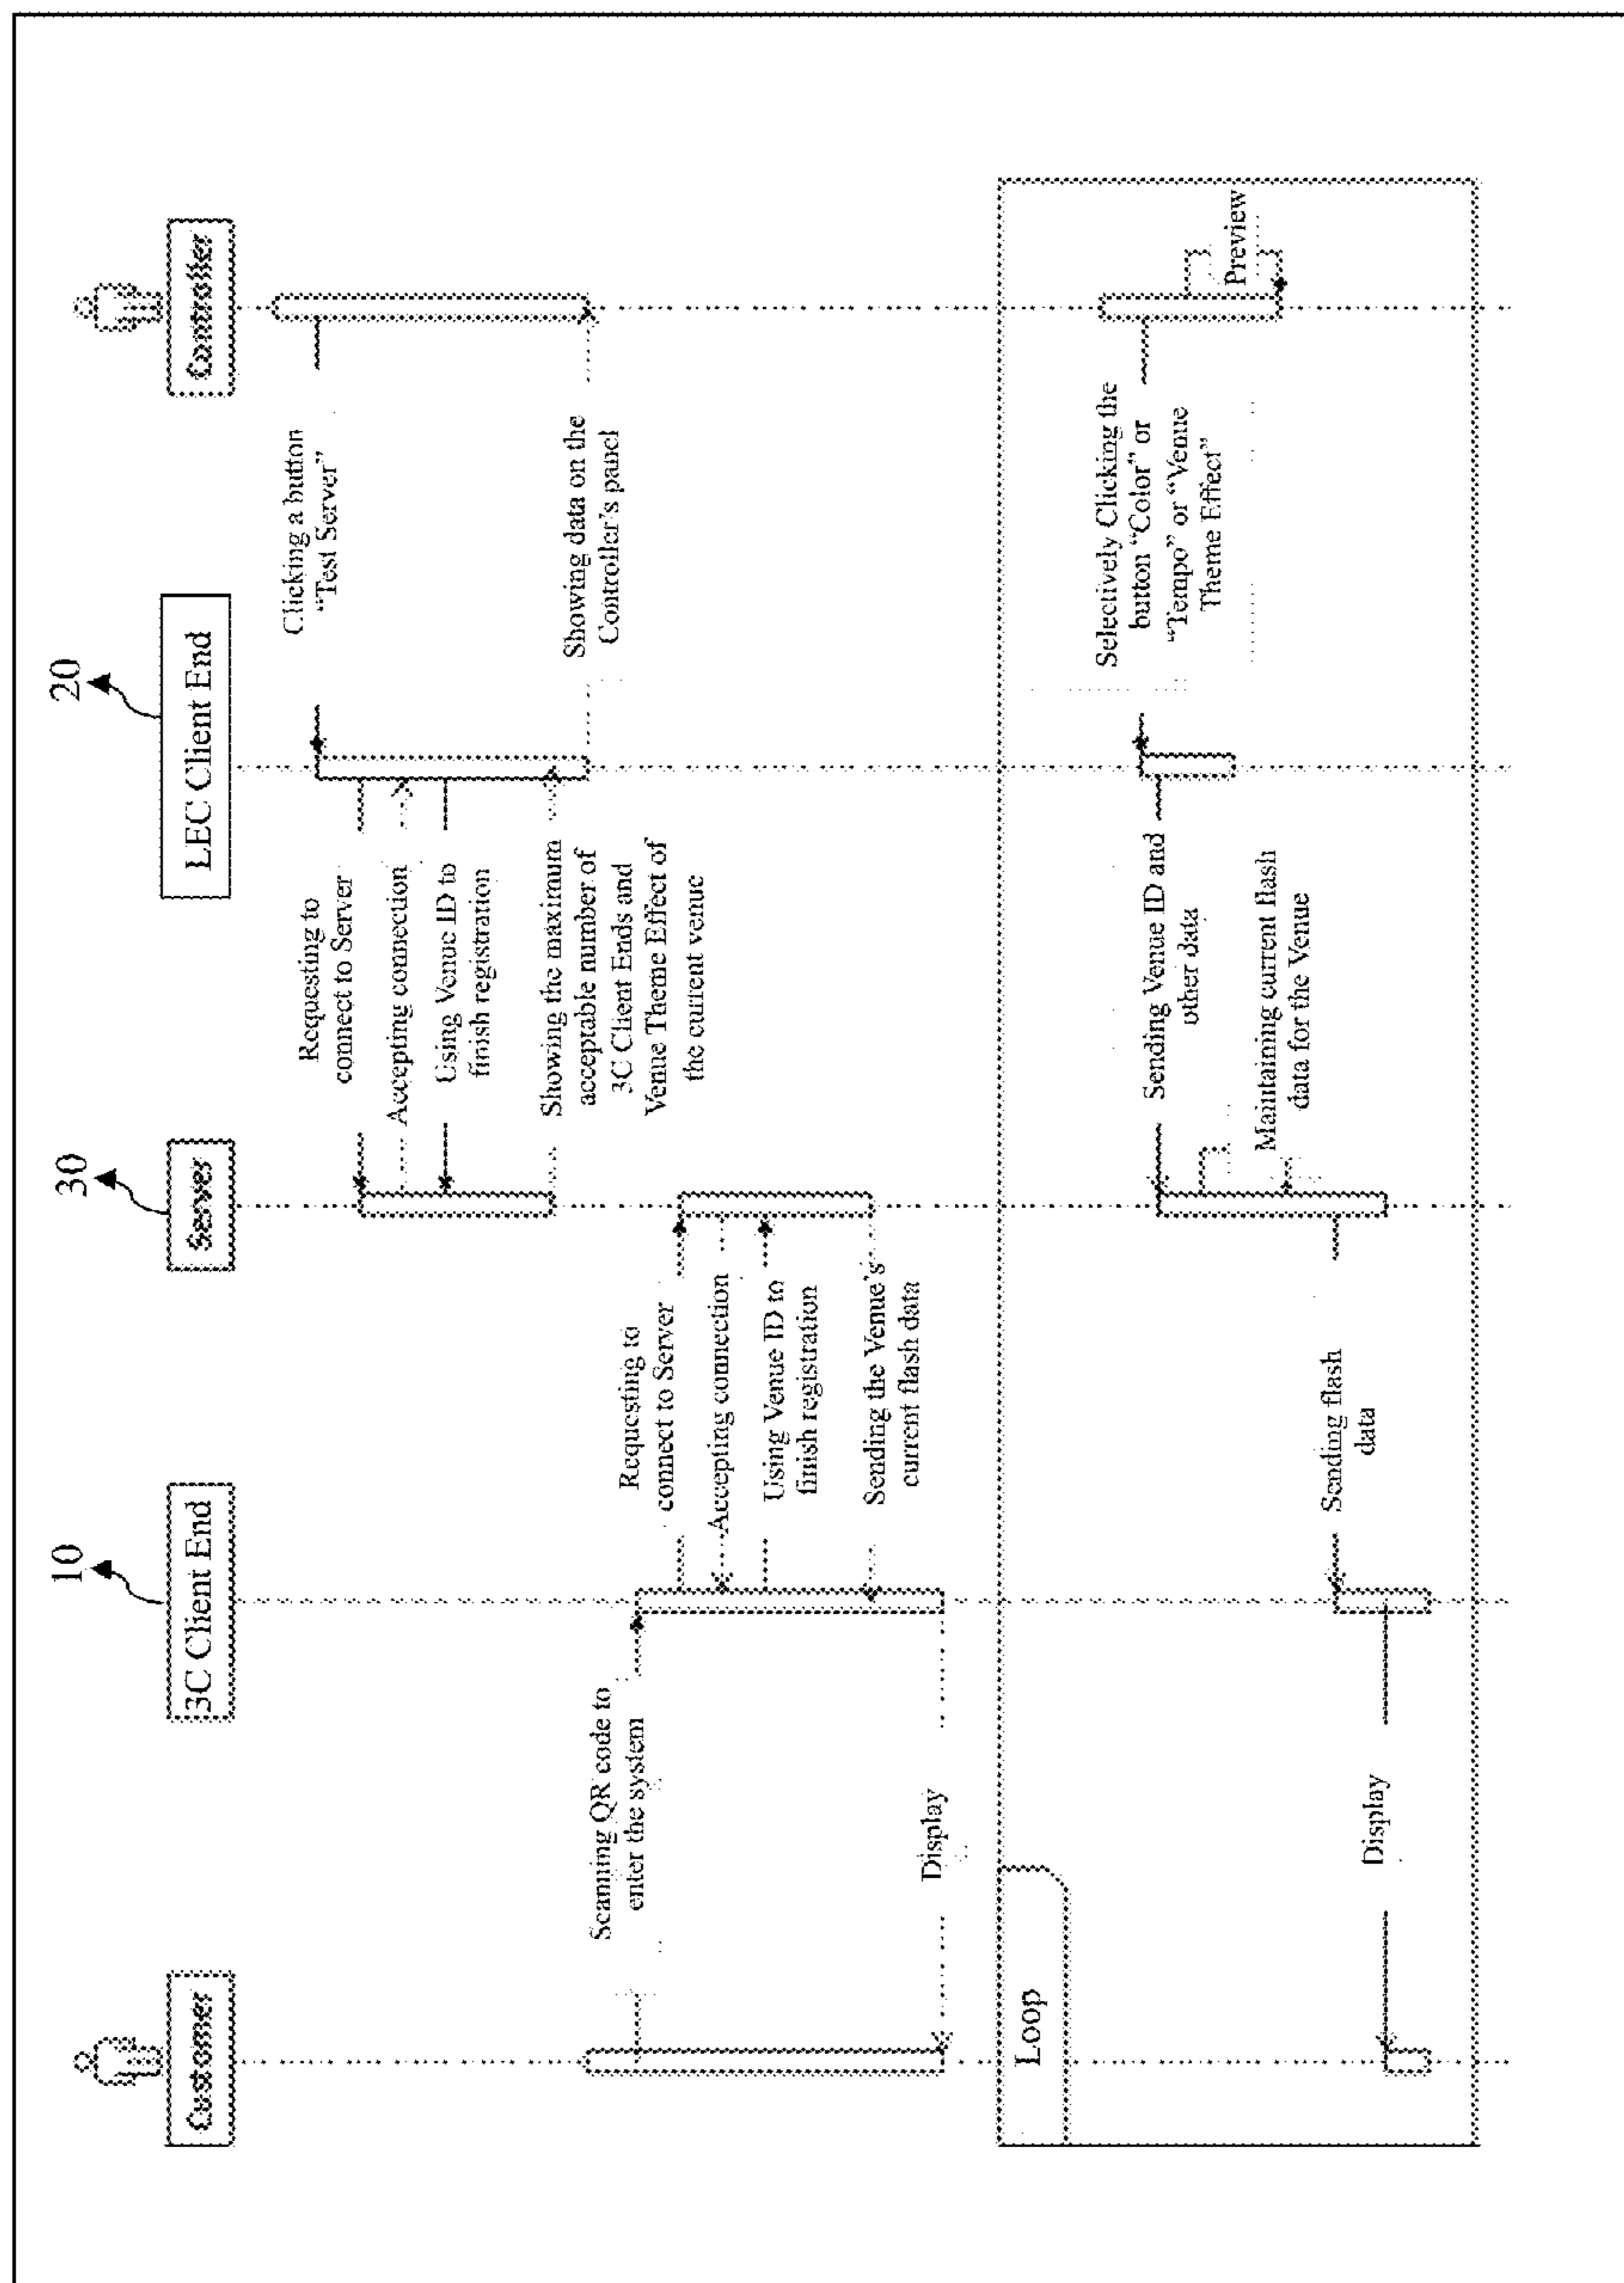 10
30
20
Customer
3C Client End
Server
LEC Client End
Controller
Clicking a button
“Test Server”
Requesting to
connect to Server
Accepting connection
Using Venue ID to
finish registration
Showing the maximum
acceptable number of
3C Client Ends and
Venue Theme Effect of
the current venue
Showing data on the
Controller's panel
Scanning QR code to
enter the system
Requesting to
connect to Server
Accepting connection
Using Venue ID to
finish registration
Sending the Venue's
current flash data
Display
Loop
Selectively Clicking the
button “Color” or
“Tempo” or “Venue
Theme Effect”
Preview
Sending Venue ID and
other data
Maintaining current flash
data for the Venue
Sending flash
data
Display